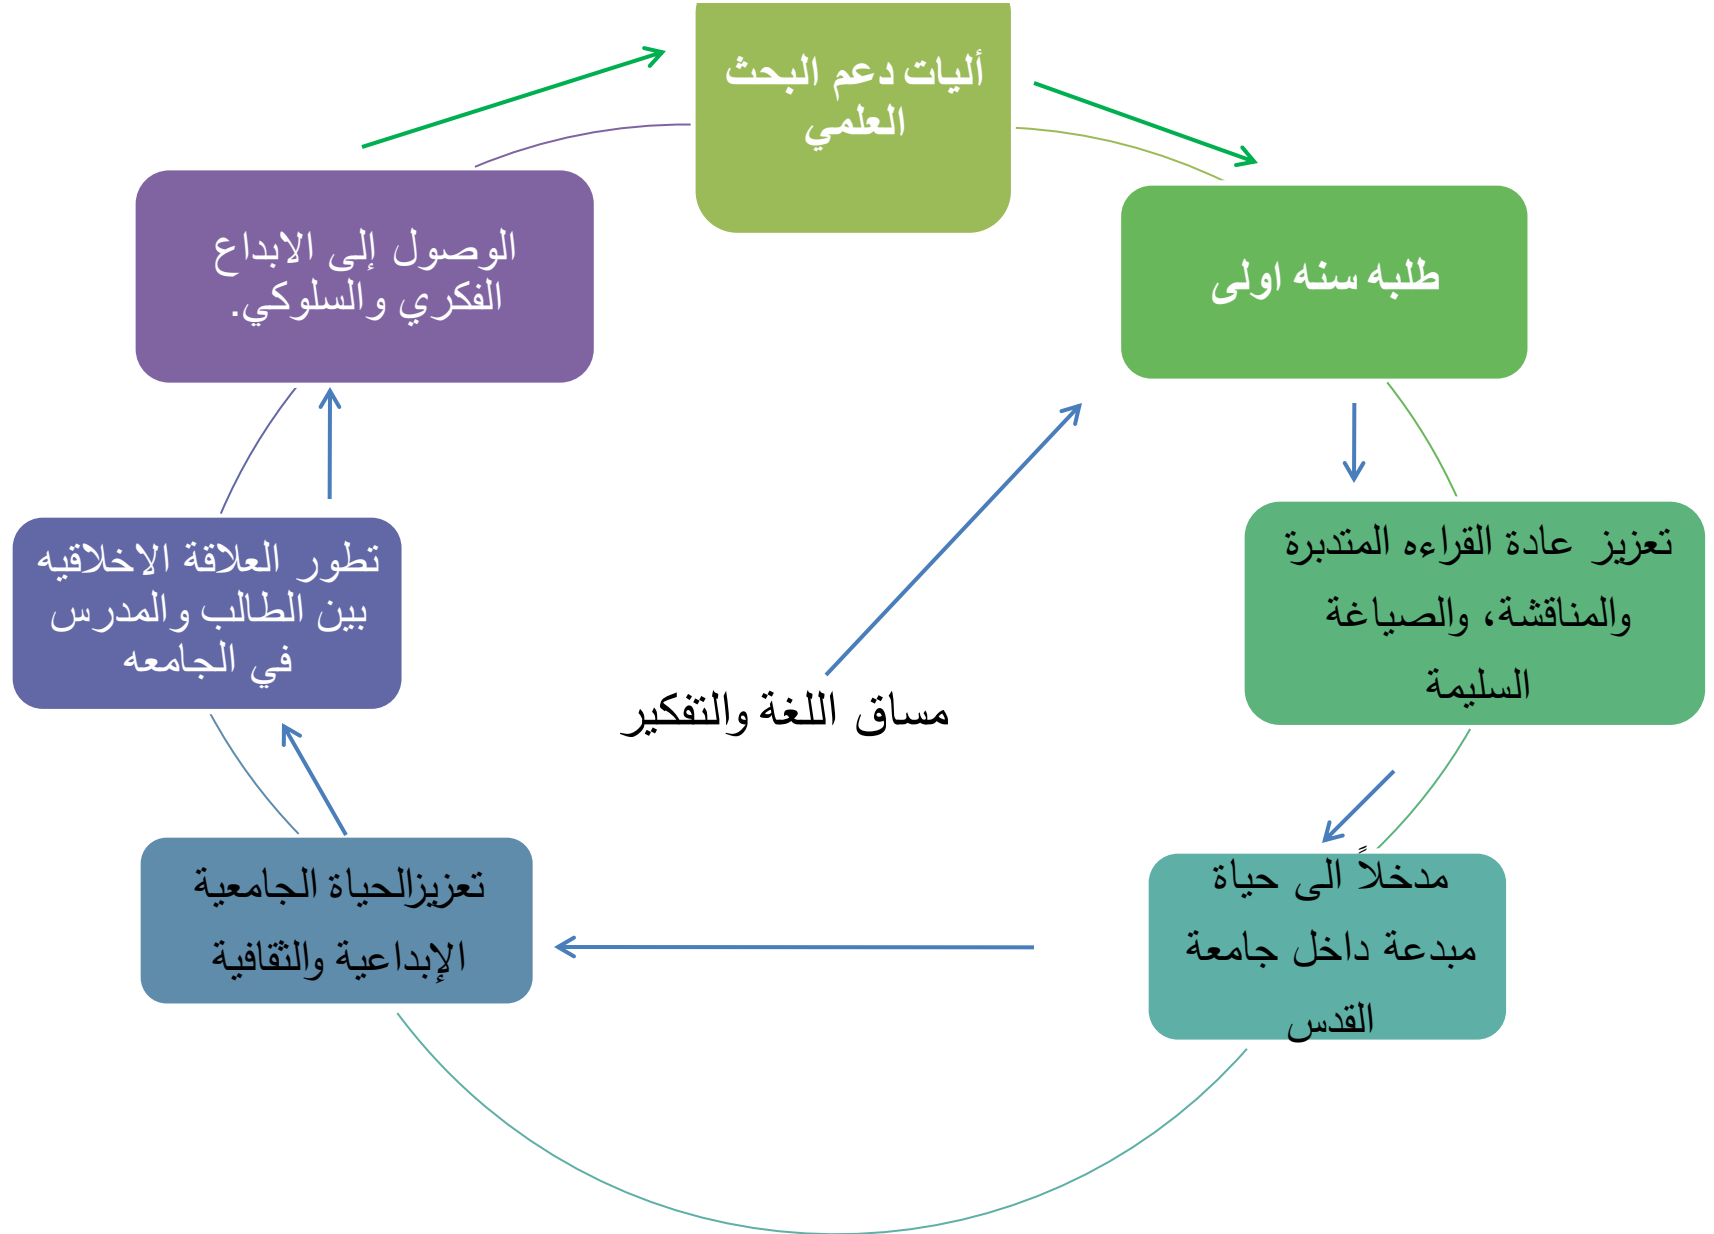 أليات دعم البحث
العلمي
طلبه سنه اولى
تعزيز عادة القراءه المتدبرة
والمناقشة، والصياغة
السليمة
مدخلاً الى حياة
مبدعة داخل جامعة
القدس
تعزيزالحياة الجامعية
الإبداعية والثقافية
تطور العلاقة الاخلاقيه
بين الطالب والمدرس
في الجامعه
الوصول إلى الابداع
الفكري والسلوكي.
مساق اللغة والتفكير